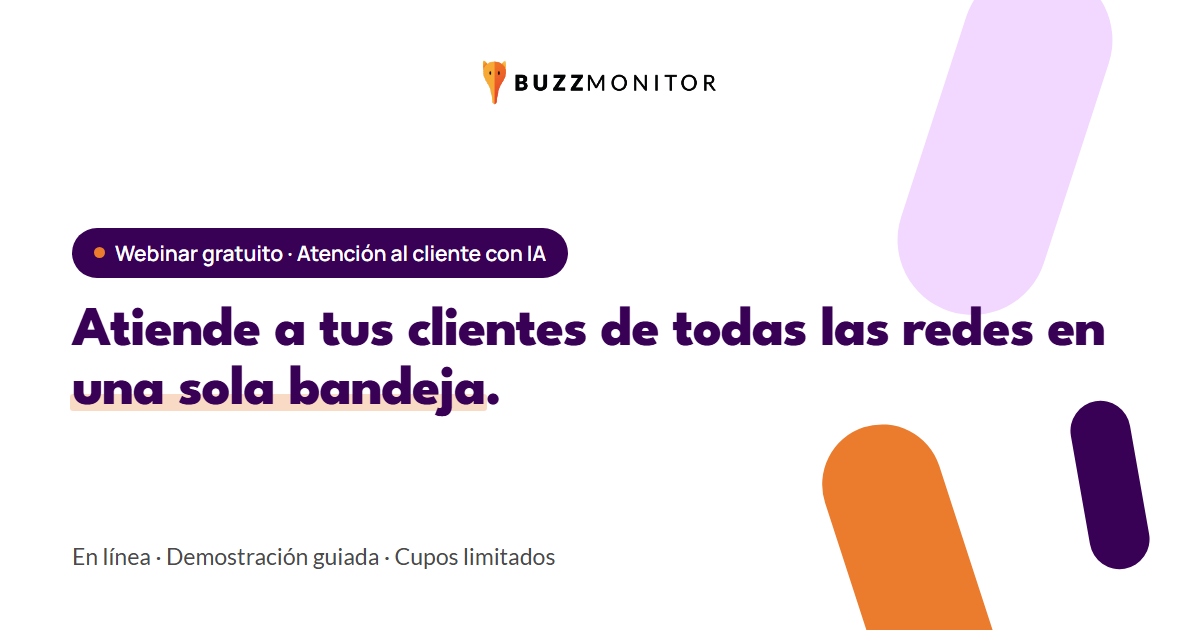 BUZZMONITOR
Webinar gratuito · Atención al cliente con IA
Atiende a tus clientes de todas las redes en
una sola bandeja.
En línea · Demostración guiada · Cupos limitados